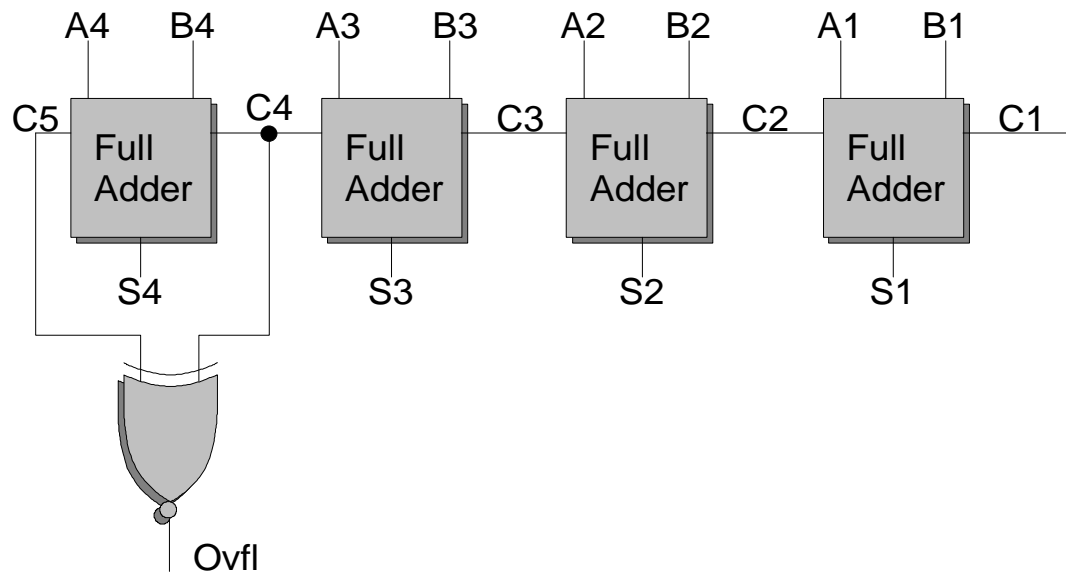 A4 B4 A3 B3 A2 B2 A1 B1
C5 C4 C3 C2 C1
Full Adder
Full Adder
Full Adder
Full Adder
S4 S3 S2 S1
Ovfl